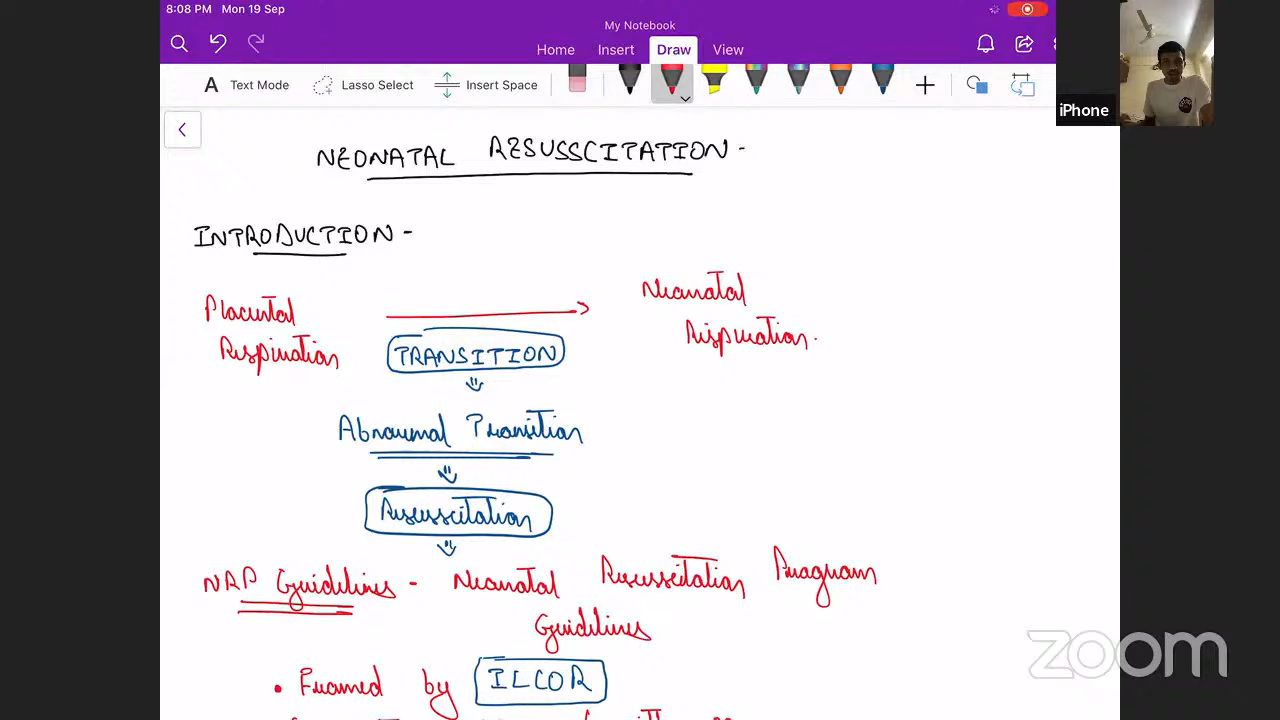 8:08 PM Mon 19 Sep
My Notebook
Home Insert Draw View
A Text Mode Lasso Select Insert Space
iPhone
NEONATAL RESUSSCITATION -
INTRODUCTION -
Placental Respiration
Neonatal Respiration.
TRANSITION
Abnormal Transition
Resusscitation
NRP Guidelines - Neonatal Resusscitation Program
Guidelines
• Framed by ILCOR
zoom